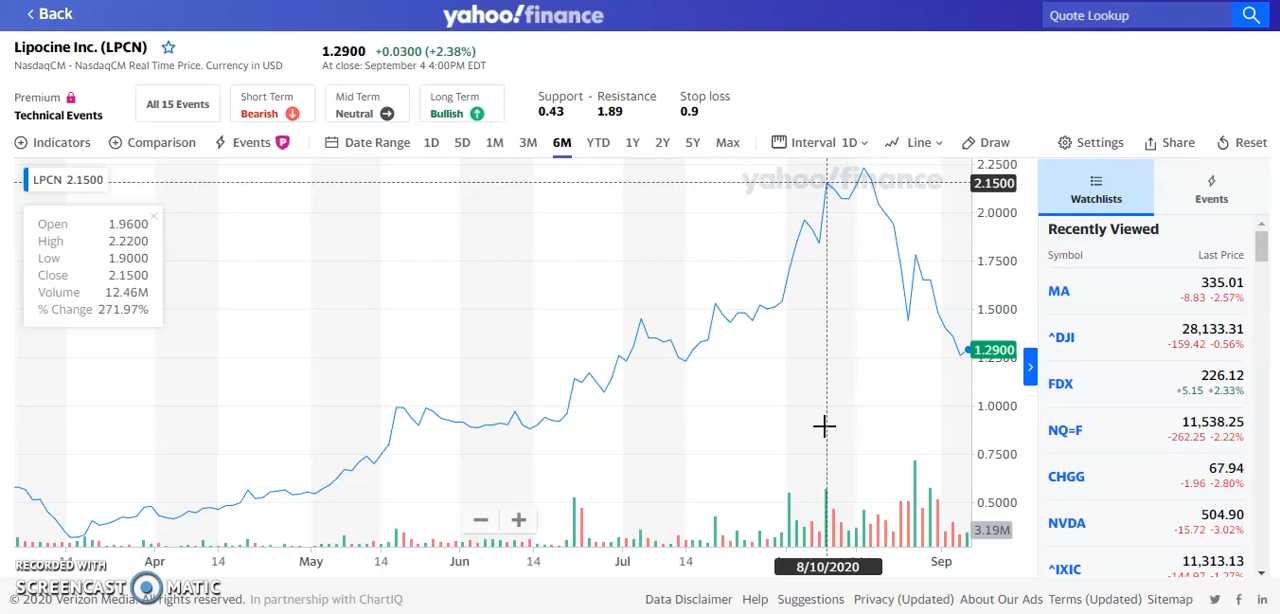 Back
yahoo!finance
Quote Lookup
Lipocine Inc. (LPCN)
NasdaqCM - NasdaqCM Real Time Price. Currency in USD
1.2900 +0.0300 (+2.38%)
At close: September 4 4:00PM EDT
Premium
Technical Events
All 15 Events
Short Term
Bearish
Mid Term
Neutral
Long Term
Bullish
Support - Resistance
0.43 1.89
Stop loss
0.9
Indicators Comparison Events P Date Range 1D 5D 1M 3M 6M YTD 1Y 2Y 5Y Max Interval 1D Line Draw Settings Share Reset
LPCN 2.1500
Open 1.9600
High 2.2200
Low 1.9000
Close 2.1500
Volume 12.46M
% Change 271.97%
yahoo!finance
2.2500
2.1500
2.0000
1.7500
1.5000
1.2900
1.2500
1.0000
0.7500
0.5000
3.19M
Apr 14 May 14 Jun 14 Jul 14 8/10/2020 Sep
Watchlists
Events
Recently Viewed
Symbol Last Price
MA 335.01
-8.83 -2.57%
^DJI 28,133.31
-159.42 -0.56%
FDX 226.12
+5.15 +2.33%
NQ=F 11,538.25
-262.25 -2.22%
CHGG 67.94
-1.96 -2.80%
NVDA 504.90
-15.72 -3.02%
^IXIC 11,313.13
-144.97 -1.27%
RECORDED WITH
SCREENCAST MATIC
© 2020 Verizon Media. All rights reserved. In partnership with ChartIQ
Data Disclaimer Help Suggestions Privacy (Updated) About Our Ads Terms (Updated) Sitemap